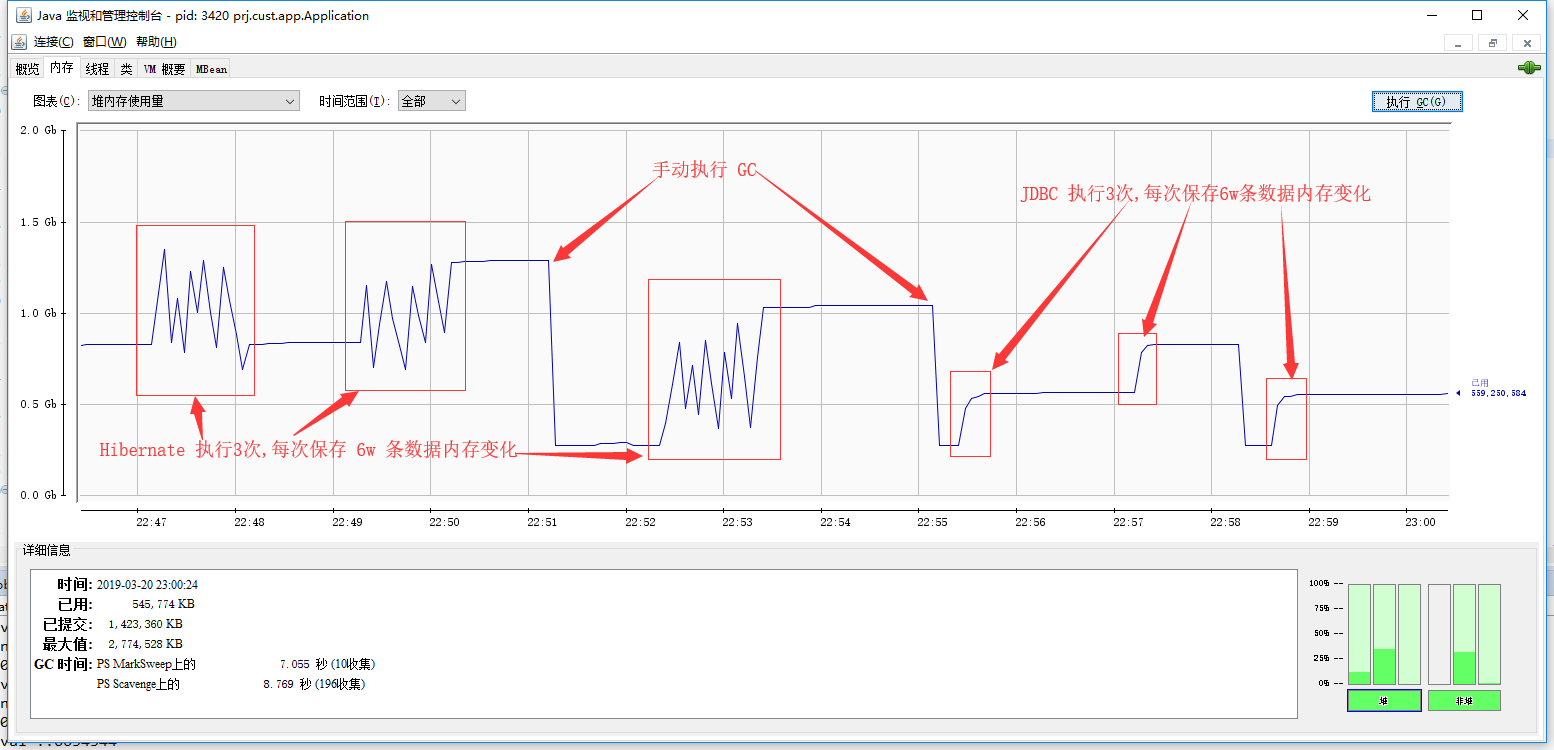 Java 监视和管理控制台 - pid: 3420 prj.cust.app.Application
连接(C) 窗口(W) 帮助(H)
概览 内存 线程 类 VM 概要 MBean
图表(C): 堆内存使用量 时间范围(T): 全部 执行 GC(G)
2.0 Gb
手动执行 GC
JDBC 执行3次,每次保存6w条数据内存变化
1.5 Gb
1.0 Gb
已用
559,250,584
0.5 Gb
Hibernate 执行3次,每次保存 6w 条数据内存变化
0.0 Gb
22:47 22:48 22:49 22:50 22:51 22:52 22:53 22:54 22:55 22:56 22:57 22:58 22:59 23:00
详细信息
时间: 2019-03-20 23:00:24
已用: 545,774 KB
已提交: 1,423,360 KB
最大值: 2,774,528 KB
GC 时间: PS MarkSweep上的 7.055 秒 (10收集)
PS Scavenge上的 8.769 秒 (196收集)
100%
75%
50%
25%
0%
堆 非堆